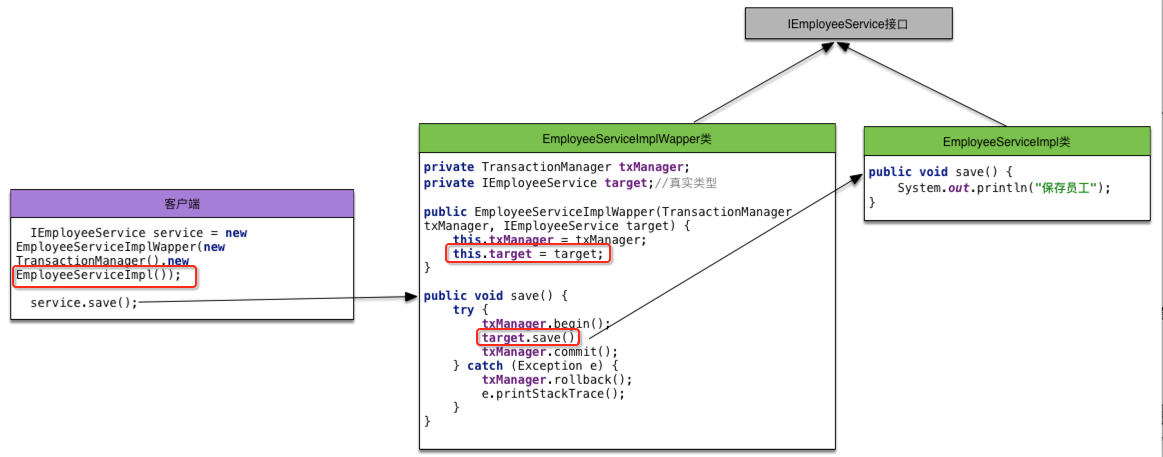 IEmployeeService接口
客户端
IEmployeeService service = new
EmployeeServiceImplWapper(new
TransactionManager().new
EmployeeServiceImpl());
service.save();
EmployeeServiceImplWapper类
private TransactionManager txManager;
private IEmployeeService target;//真实类型
public EmployeeServiceImplWapper(TransactionManager
txManager, IEmployeeService target) {
this.txManager = txManager;
this.target = target;
}
public void save() {
try {
txManager.begin();
target.save()
txManager.commit();
} catch (Exception e) {
txManager.rollback();
e.printStackTrace();
}
}
EmployeeServiceImpl类
public void save() {
System.out.println("保存员工");
}